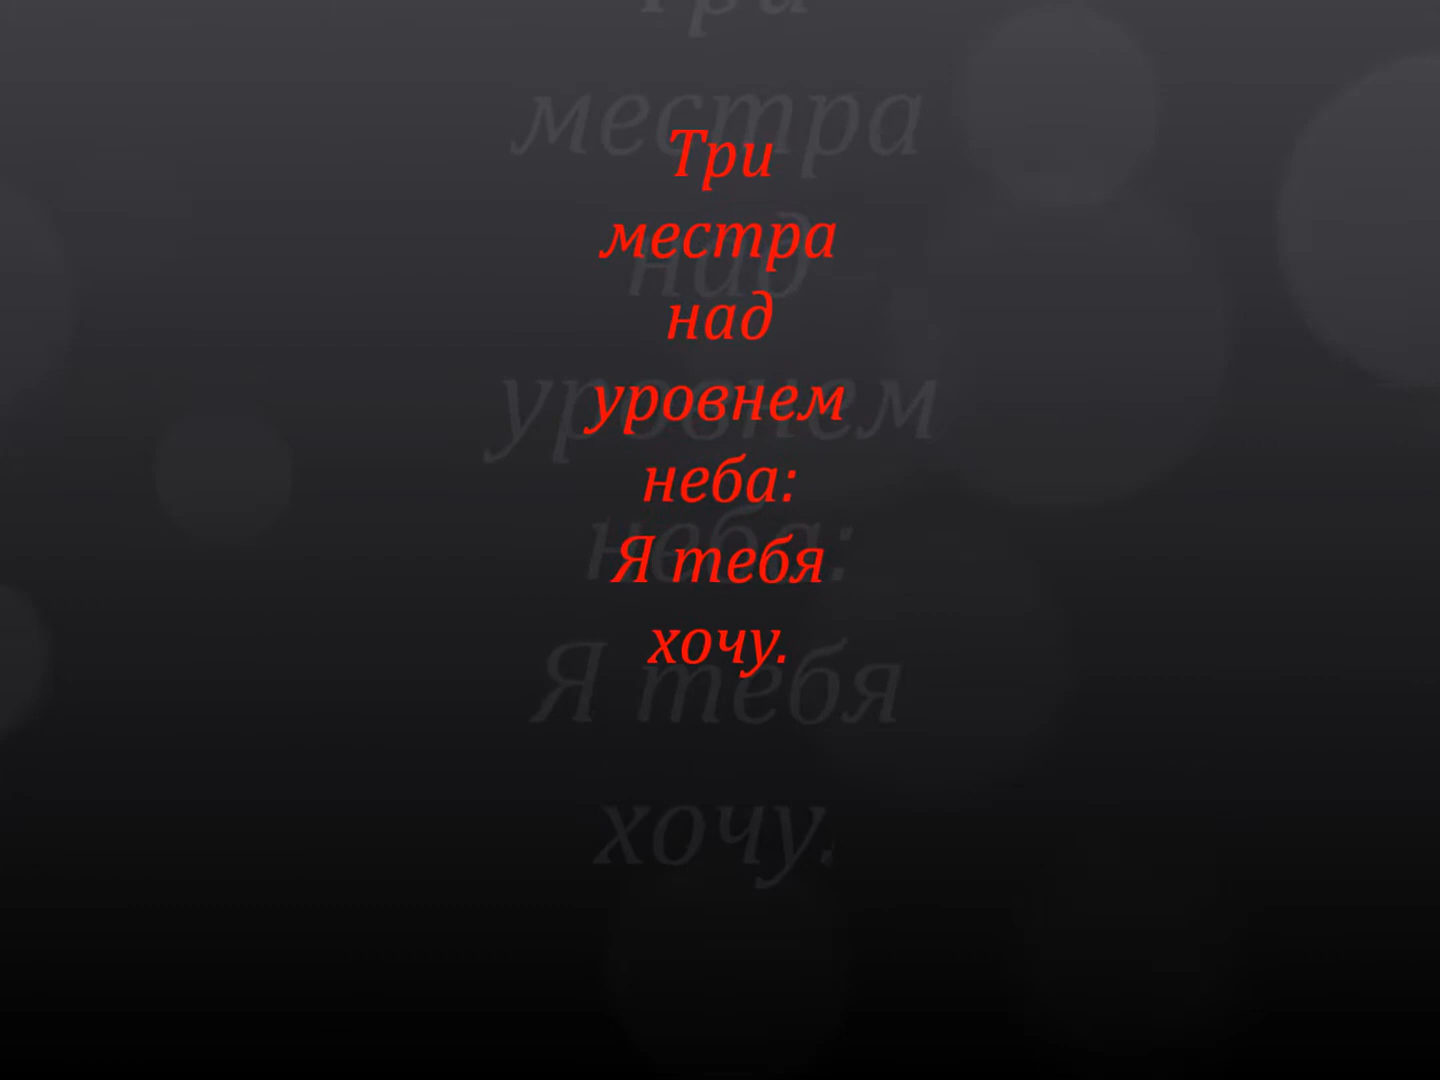 Три
местра
над
уровнем
неба:
Я тебя
хочу.